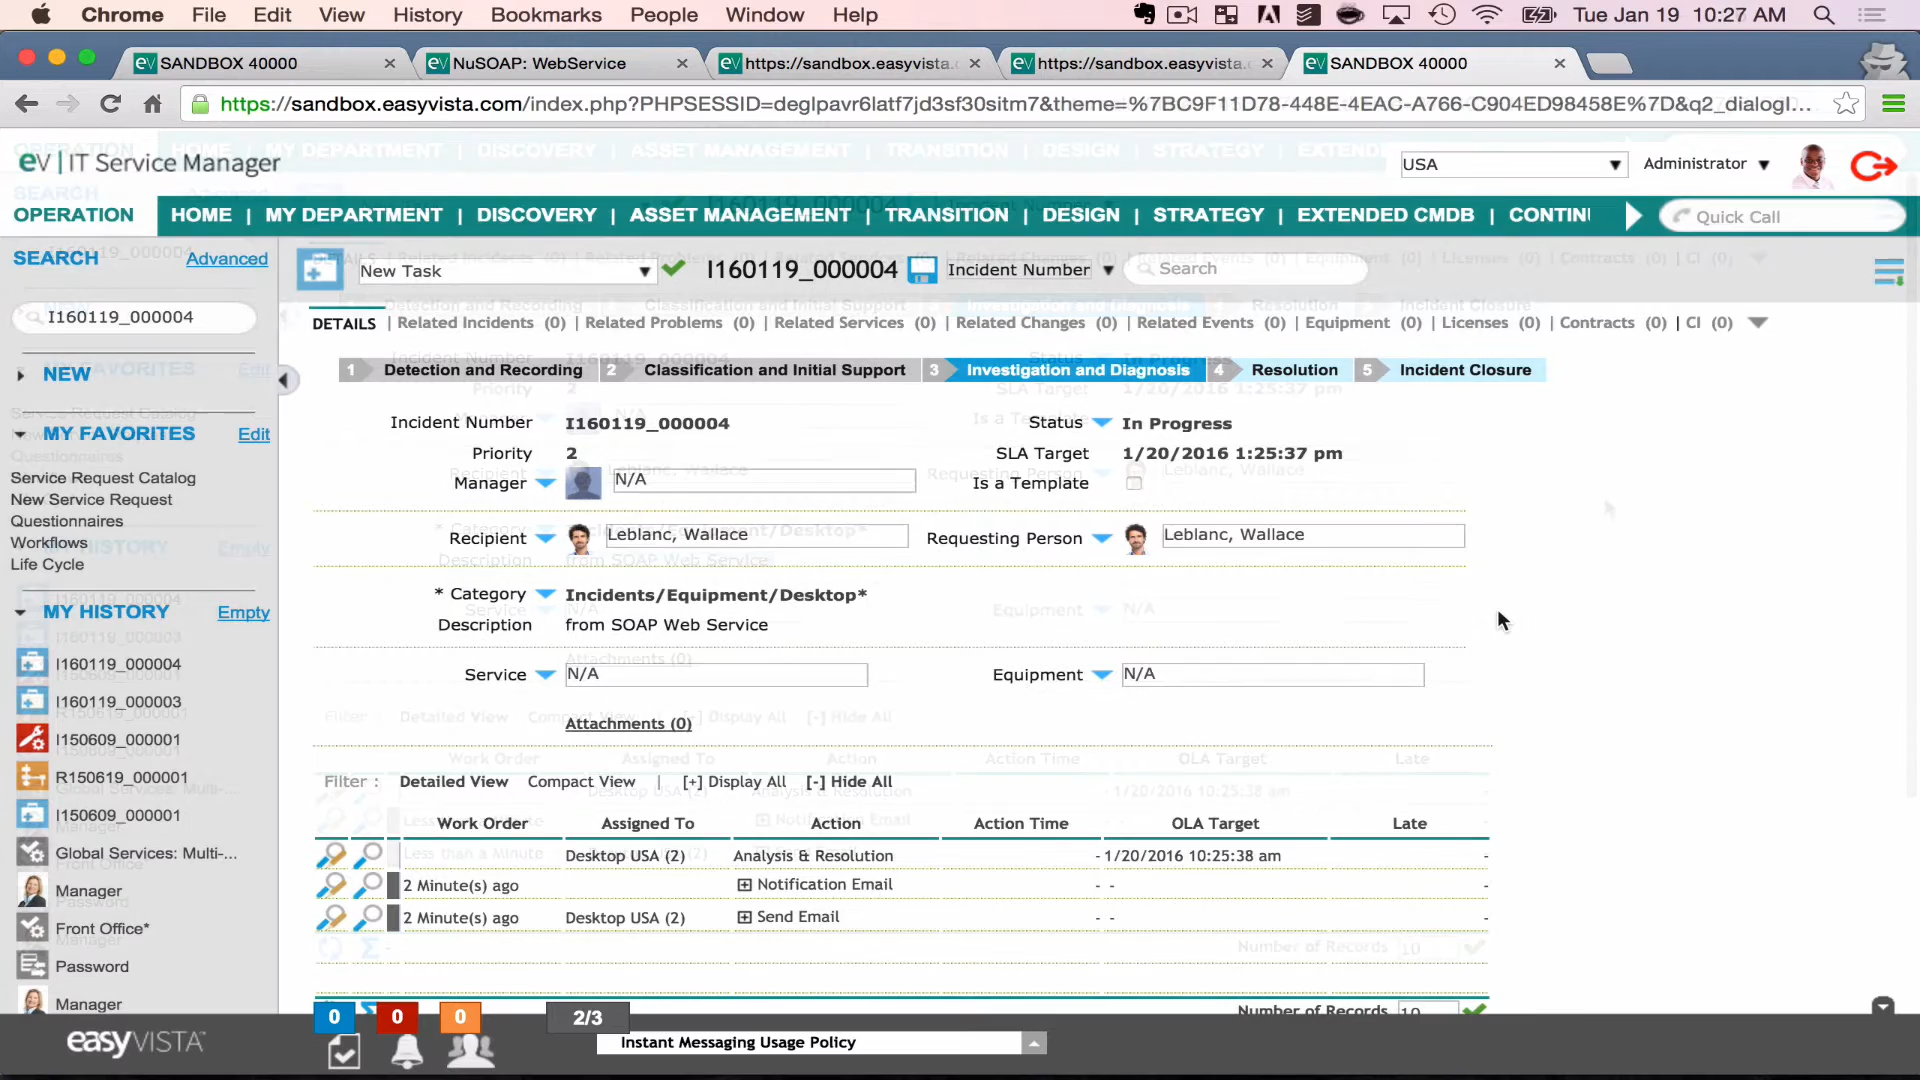 Chrome File Edit View History Bookmarks People Window Help Tue Jan 19 10:27 AM
eV SANDBOX 40000 × eV NuSOAP: WebService × eV https://sandbox.easyvista. × eV https://sandbox.easyvista. × eV SANDBOX 40000 ×
https://sandbox.easyvista.com/index.php?PHPSESSID=deglpavr6latf7jd3sf30sitm7&theme=%7BC9F11D78-448E-4EAC-A766-C904ED98458E%7D&q2_dialogI...
eV | IT Service Manager USA Administrator
OPERATION HOME | MY DEPARTMENT | DISCOVERY | ASSET MANAGEMENT | TRANSITION | DESIGN | STRATEGY | EXTENDED CMDB | CONTINU Quick Call
SEARCH Advanced
New Task I160119_000004 Incident Number Search
I160119_000004
DETAILS | Related Incidents (0) | Related Problems (0) | Related Services (0) | Related Changes (0) | Related Events (0) | Equipment (0) | Licenses (0) | Contracts (0) | CI (0)
NEW
1 Detection and Recording 2 Classification and Initial Support 3 Investigation and Diagnosis 4 Resolution 5 Incident Closure
MY FAVORITES Edit
Service Request Catalog
New Service Request
Questionnaires
Workflows
Life Cycle
Incident Number I160119_000004 Status In Progress
Priority 2 SLA Target 1/20/2016 1:25:37 pm
Manager N/A Is a Template
Recipient Leblanc, Wallace Requesting Person Leblanc, Wallace
* Category Incidents/Equipment/Desktop*
Description from SOAP Web Service
Service N/A Equipment N/A
Attachments (0)
MY HISTORY Empty
I160119_000004
I160119_000003
I150609_000001
R150619_000001
I150609_000001
Global Services: Multi-...
Manager
Front Office*
Password
Manager
Filter : Detailed View Compact View | [+] Display All [-] Hide All
Work Order Assigned To Action Action Time OLA Target Late
Desktop USA (2) Analysis & Resolution - 1/20/2016 10:25:38 am -
2 Minute(s) ago Notification Email - - -
2 Minute(s) ago Desktop USA (2) Send Email - - -
Number of Records 10
0 0 0 2/3
easyVISTA™ Instant Messaging Usage Policy